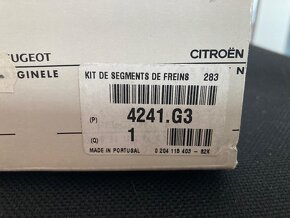 PEUGEOT CITROËN
GINELE
KIT DE SEGMENTS DE FREINS 283
(P) 4241.G3
(Q) 1
MADE IN PORTUGAL 0 204 115 403 - 82K